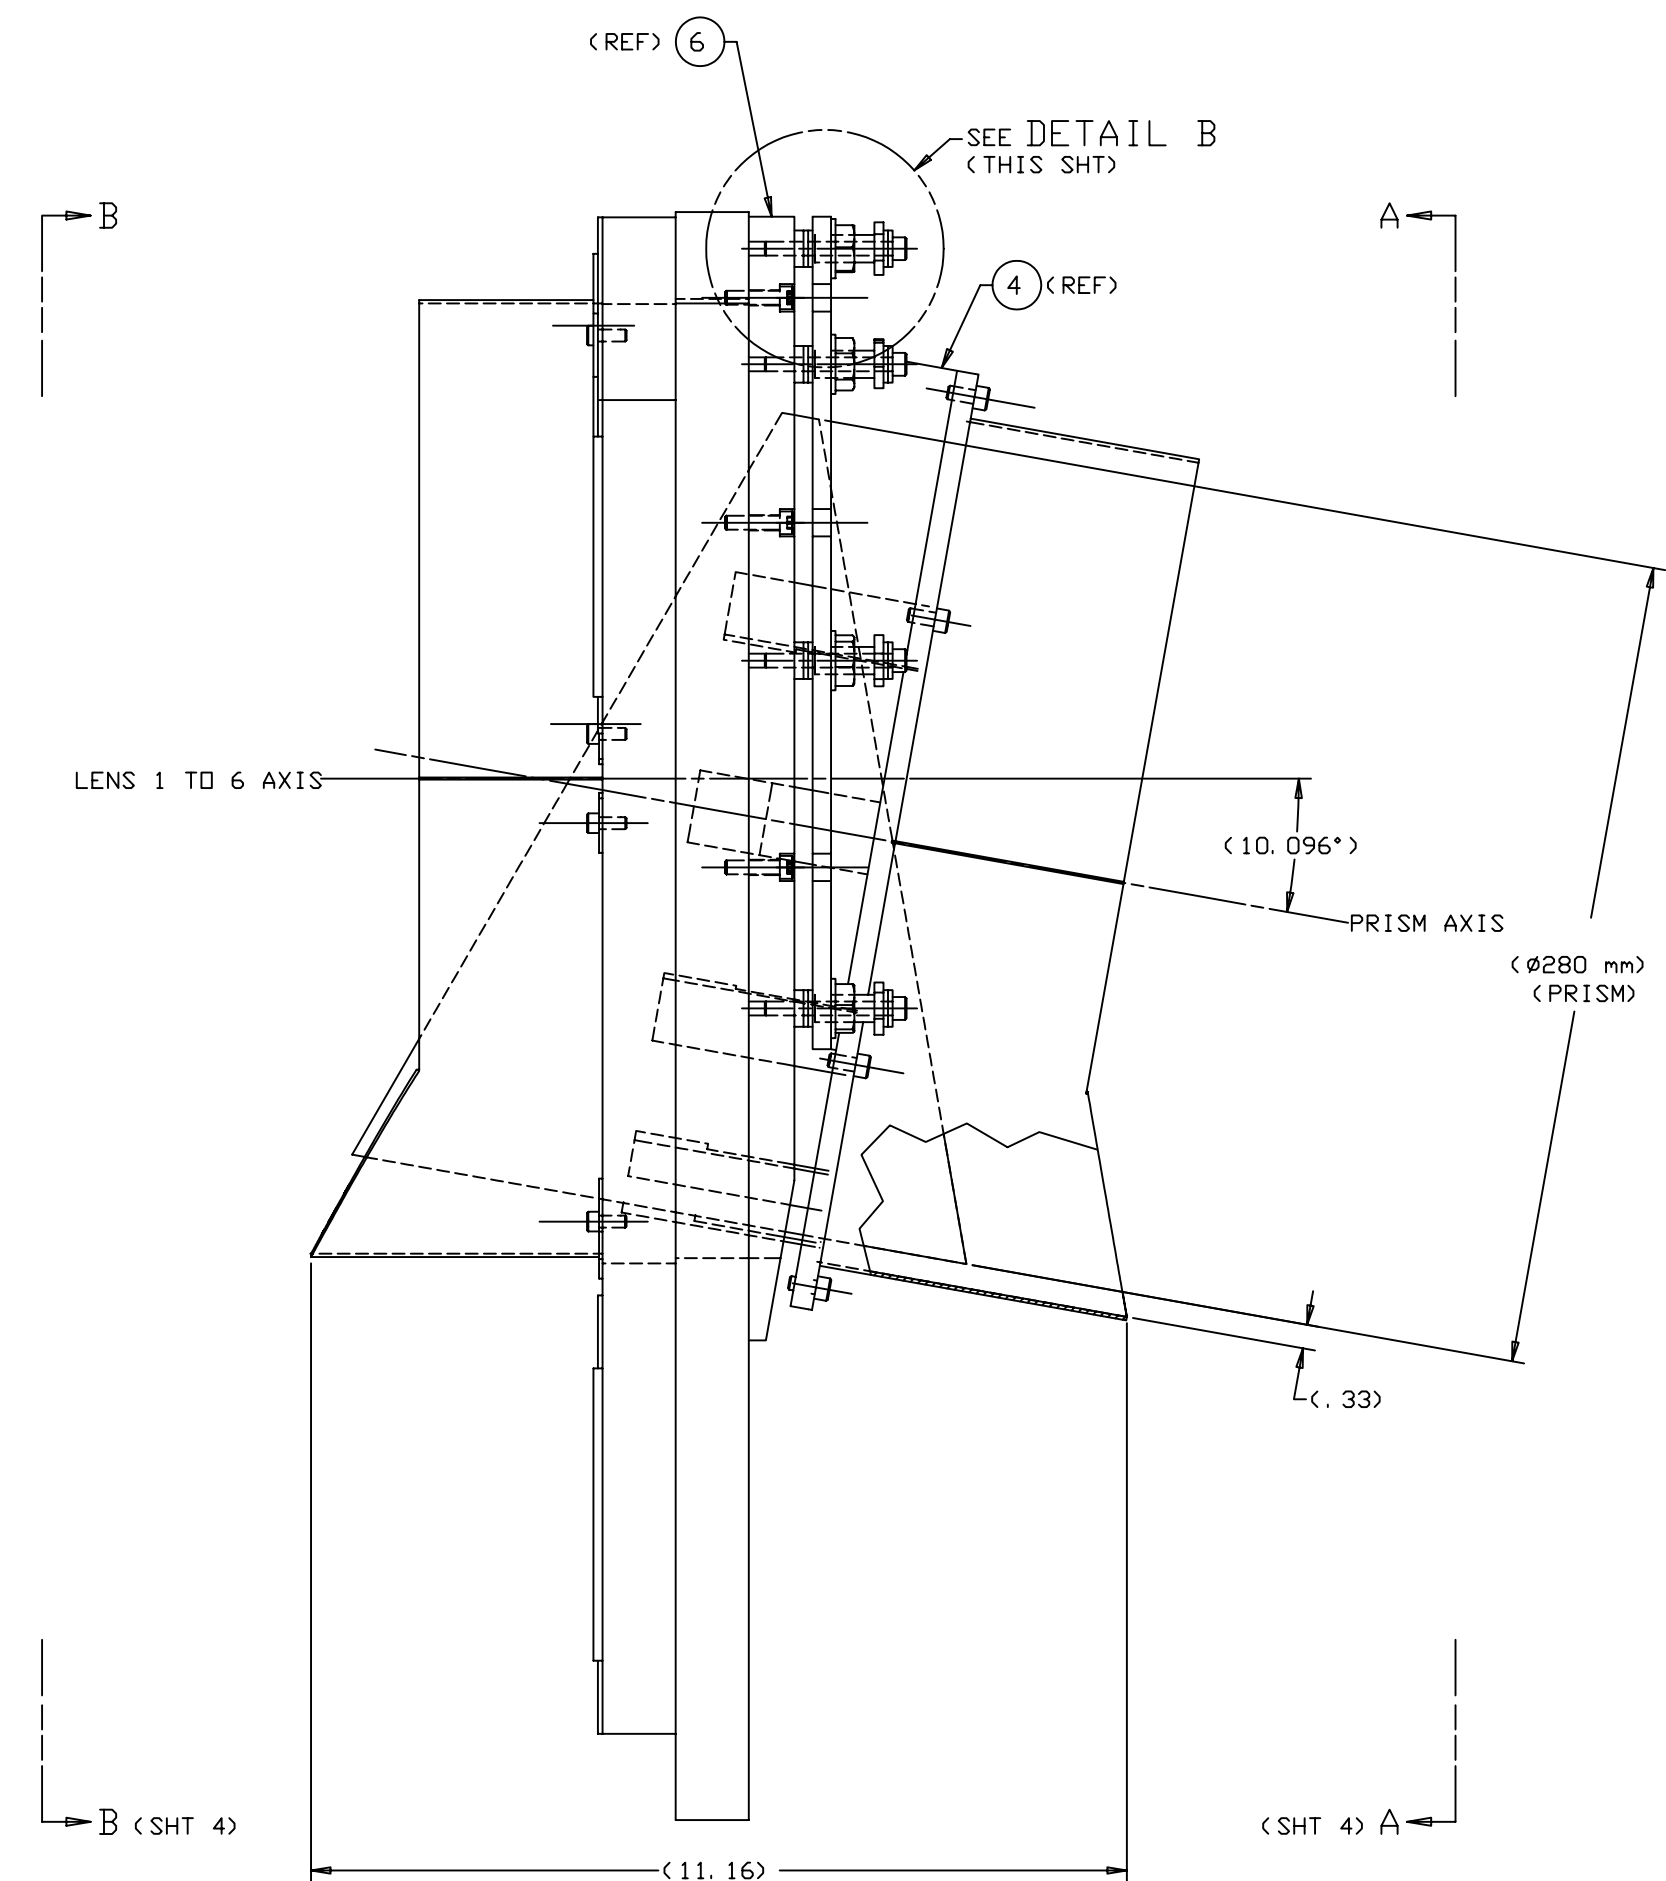 (REF) 6
SEE DETAIL B
(THIS SHT)
B
A
4 (REF)
LENS 1 TO 6 AXIS
(10.096°)
PRISM AXIS
(Ø280 mm)
(PRISM)
(.33)
B (SHT 4)
(SHT 4) A
(11.16)